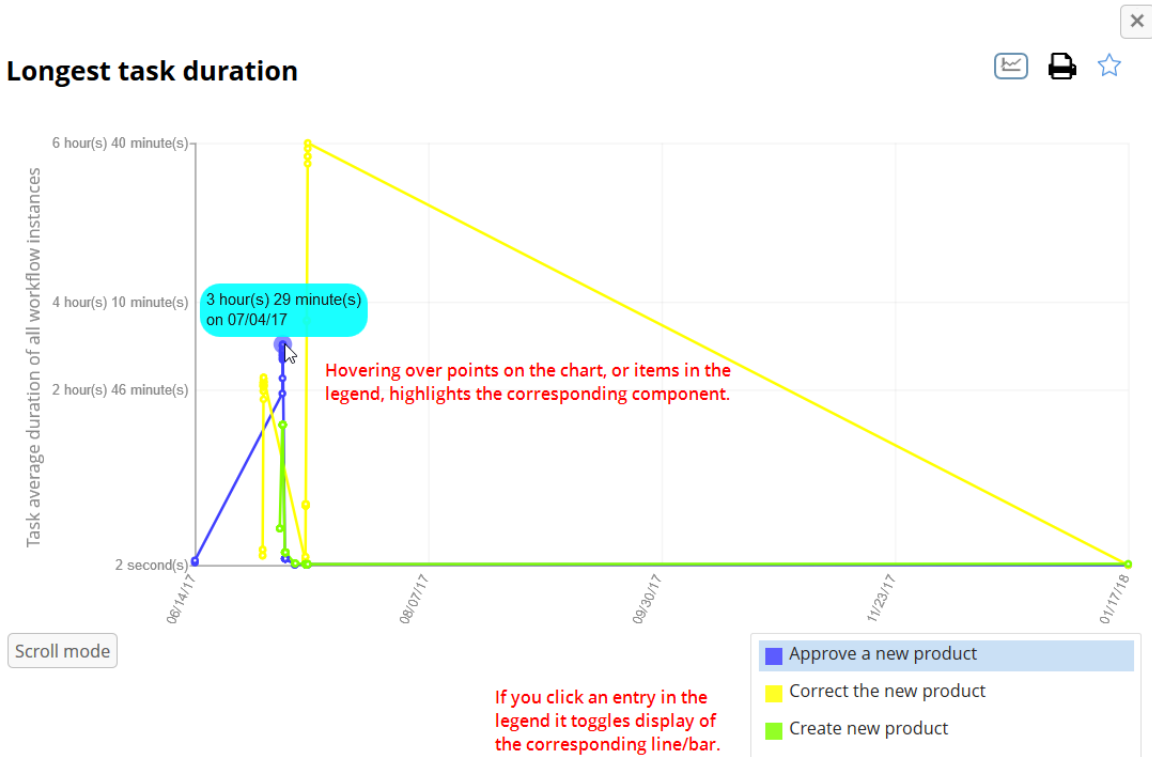 ×
Longest task duration
Task average duration of all workflow instances
6 hour(s) 40 minute(s)
4 hour(s) 10 minute(s)
2 hour(s) 46 minute(s)
2 second(s)
3 hour(s) 29 minute(s)
on 07/04/17
Hovering over points on the chart, or items in the
legend, highlights the corresponding component.
06/14/17
08/07/17
09/30/17
11/23/17
01/17/18
Scroll mode
If you click an entry in the
legend it toggles display of
the corresponding line/bar.
Approve a new product
Correct the new product
Create new product